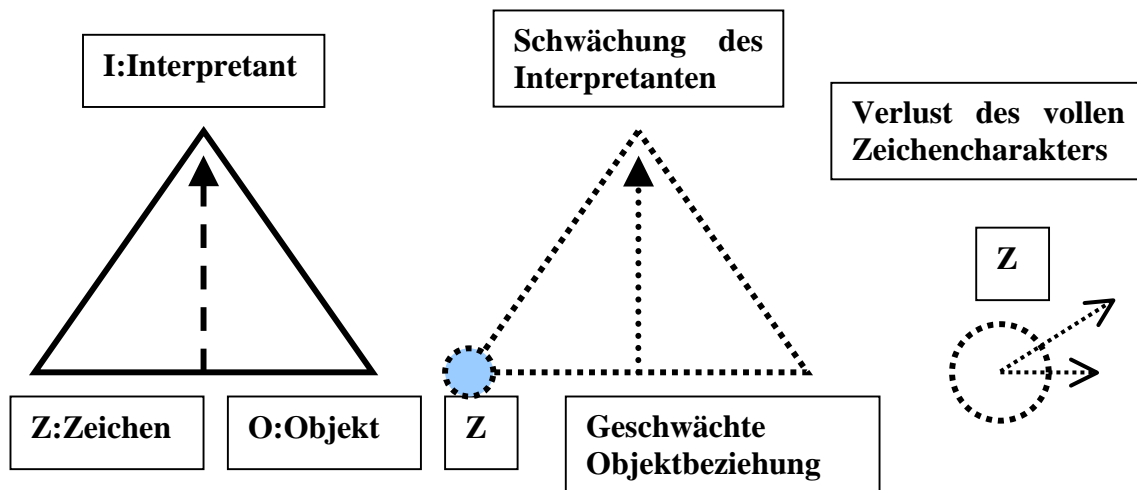 I:Interpretant
Schwächung des
Interpretanten
Verlust des vollen
Zeichencharakters
Z
Z:Zeichen
O:Objekt
Z
Geschwächte
Objektbeziehung